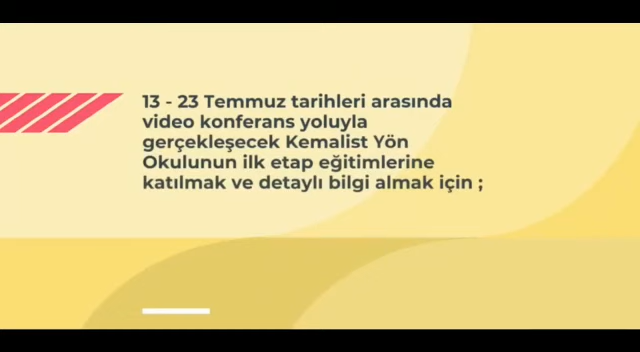 13 - 23 Temmuz tarihleri arasında
video konferans yoluyla
gerçekleşecek Kemalist Yön
Okulunun ilk etap eğitimlerine
katılmak ve detaylı bilgi almak için ;